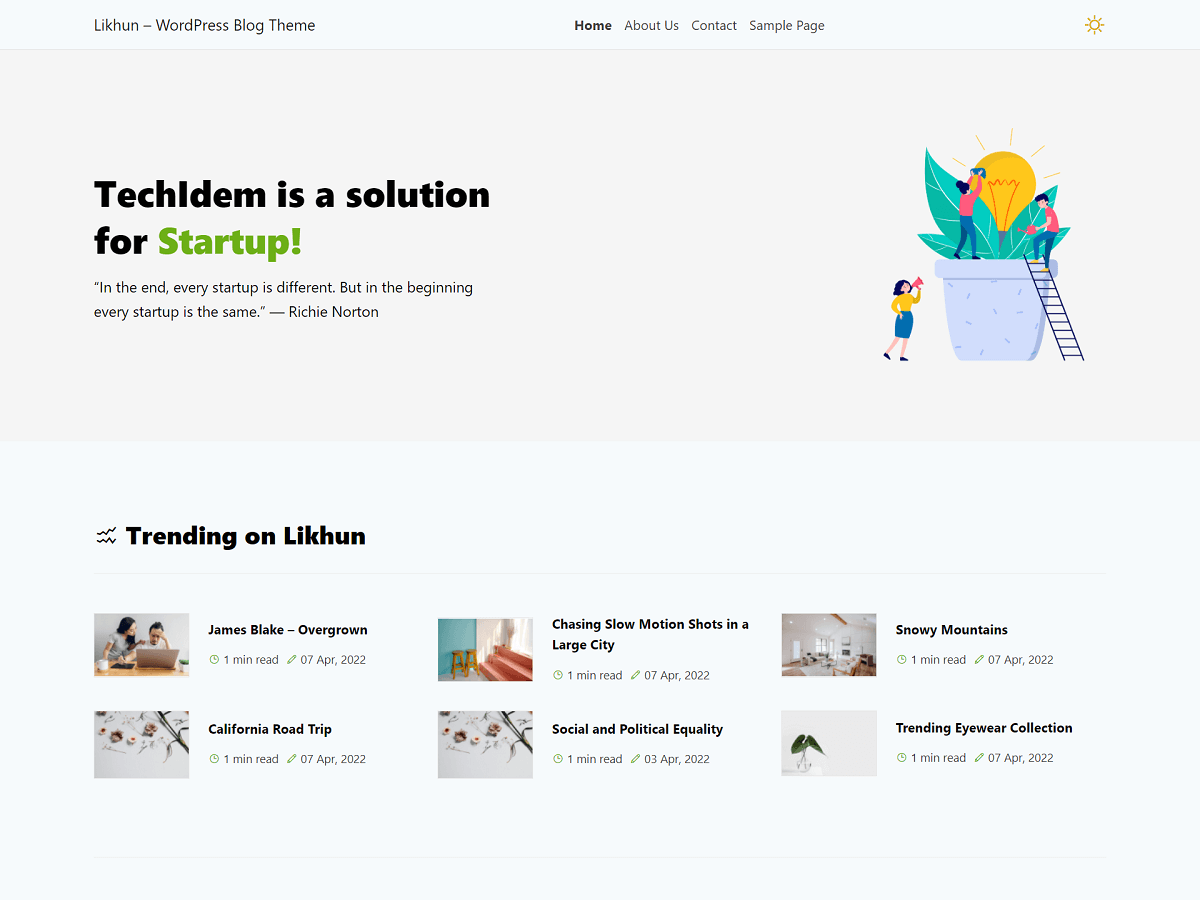 Likhun – WordPress Blog Theme
Home About Us Contact Sample Page
TechIdem is a solution
for Startup!
“In the end, every startup is different. But in the beginning
every startup is the same.” — Richie Norton
Trending on Likhun
James Blake – Overgrown
1 min read 07 Apr, 2022
Chasing Slow Motion Shots in a
Large City
1 min read 07 Apr, 2022
Snowy Mountains
1 min read 07 Apr, 2022
California Road Trip
1 min read 07 Apr, 2022
Social and Political Equality
1 min read 03 Apr, 2022
Trending Eyewear Collection
1 min read 07 Apr, 2022